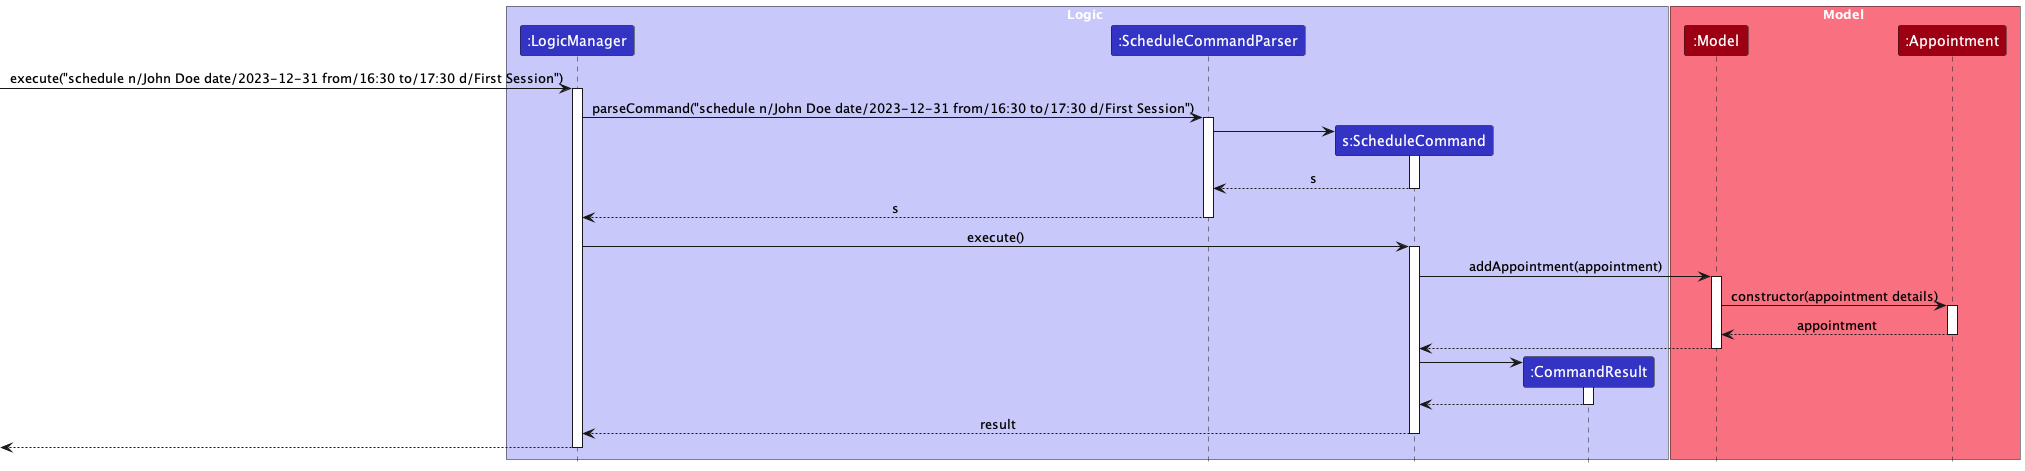 Logic
Model
:LogicManager
:ScheduleCommandParser
:Model
:Appointment
execute("schedule n/John Doe date/2023-12-31 from/16:30 to/17:30 d/First Session")
parseCommand("schedule n/John Doe date/2023-12-31 from/16:30 to/17:30 d/First Session")
s:ScheduleCommand
s
s
execute()
addAppointment(appointment)
constructor(appointment details)
appointment
:CommandResult
result